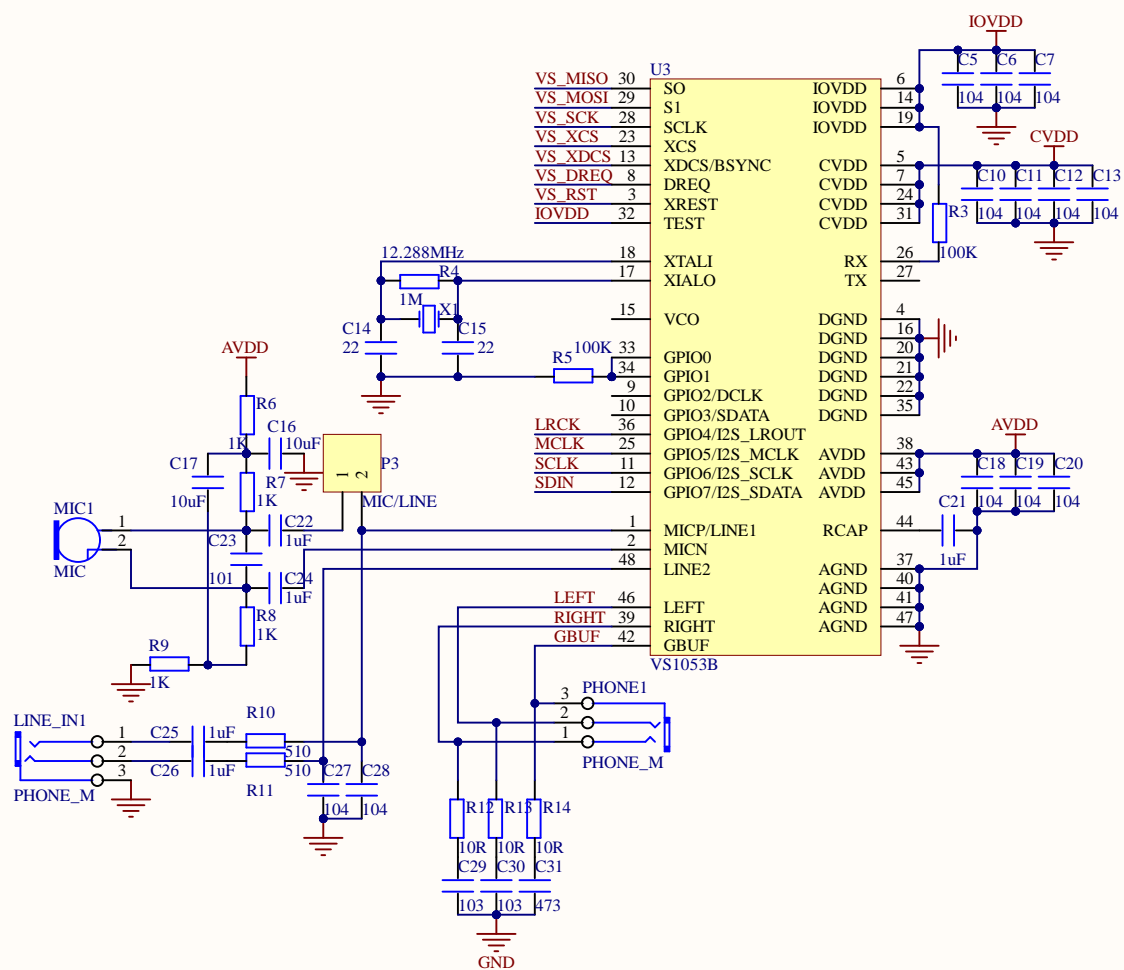 IOVDD
C5 C6 C7
104 104 104
U3
VS_MISO 30 SO IOVDD 6
VS_MOSI 29 S1 IOVDD 14
VS_SCK 28 SCLK IOVDD 19
VS_XCS 23 XCS
CVDD
VS_XDCS 13 XDCS/BSYNC CVDD 5
VS_DREQ 8 DREQ CVDD 7
VS_RST 3 XREST CVDD 24
IOVDD 32 TEST CVDD 31
C10 C11 C12 C13
104 104 104 104
R3
100K
12.288MHz 18 XTALI RX 26
R4 17 XIALO TX 27
1M
X1
15 VCO DGND 4
C14 C15 DGND 16
22 22
R5 100K 33 GPIO0 DGND 20
34 GPIO1 DGND 21
9 GPIO2/DCLK DGND 22
10 GPIO3/SDATA DGND 35
LRCK 36 GPIO4/I2S_LROUT
MCLK 25 GPIO5/I2S_MCLK AVDD 38
SCLK 11 GPIO6/I2S_SCLK AVDD 43
SDIN 12 GPIO7/I2S_SDATA AVDD 45
AVDD
C18 C19 C20
104 104 104
C21
1uF
1 MICP/LINE1 RCAP 44
2 MICN
48 LINE2 AGND 37
AGND 40
LEFT 46 LEFT AGND 41
RIGHT 39 RIGHT AGND 47
GBUF 42 GBUF
VS1053B
AVDD
R6
1K
C16
10uF
C17
10uF
R7
1K
1 2
P3
MIC/LINE
MIC1
1
2
MIC
C22
1uF
C23
101
C24
1uF
R8
1K
R9
1K
LINE_IN1
1
2
3
PHONE_M
C25 1uF
C26 1uF
R10
510
510
R11
C27 C28
104 104
PHONE1
3
2
1
PHONE_M
R12 R13 R14
10R 10R 10R
C29 C30 C31
103 103 473
GND